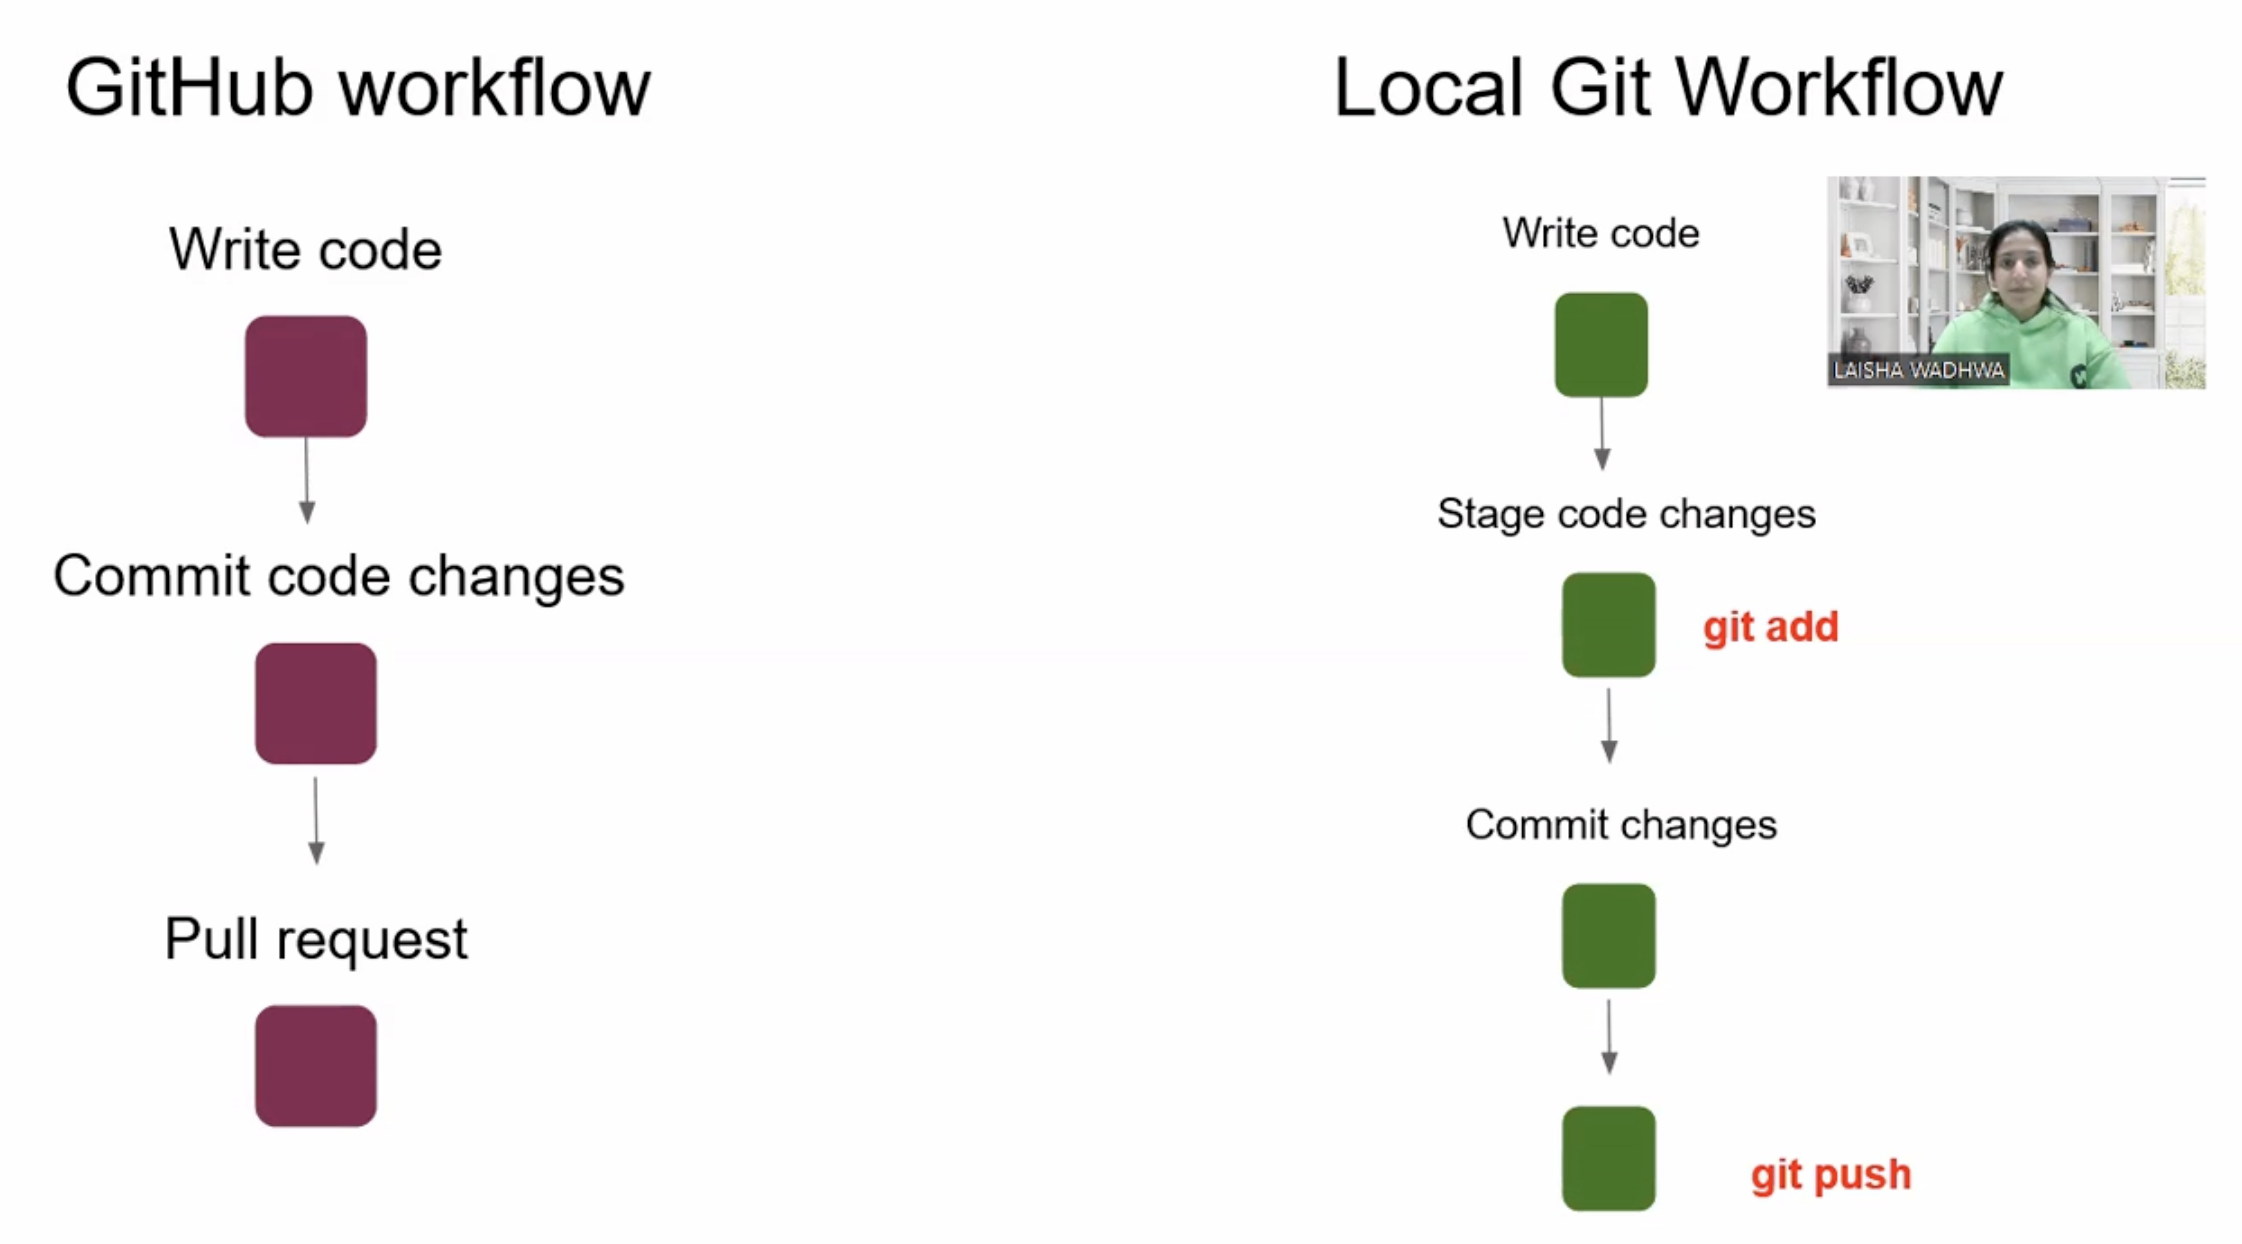 GitHub workflow
Write code
Commit code changes
Pull request
Local Git Workflow
Write code
LAISHA WADHWA
Stage code changes
git add
Commit changes
git push